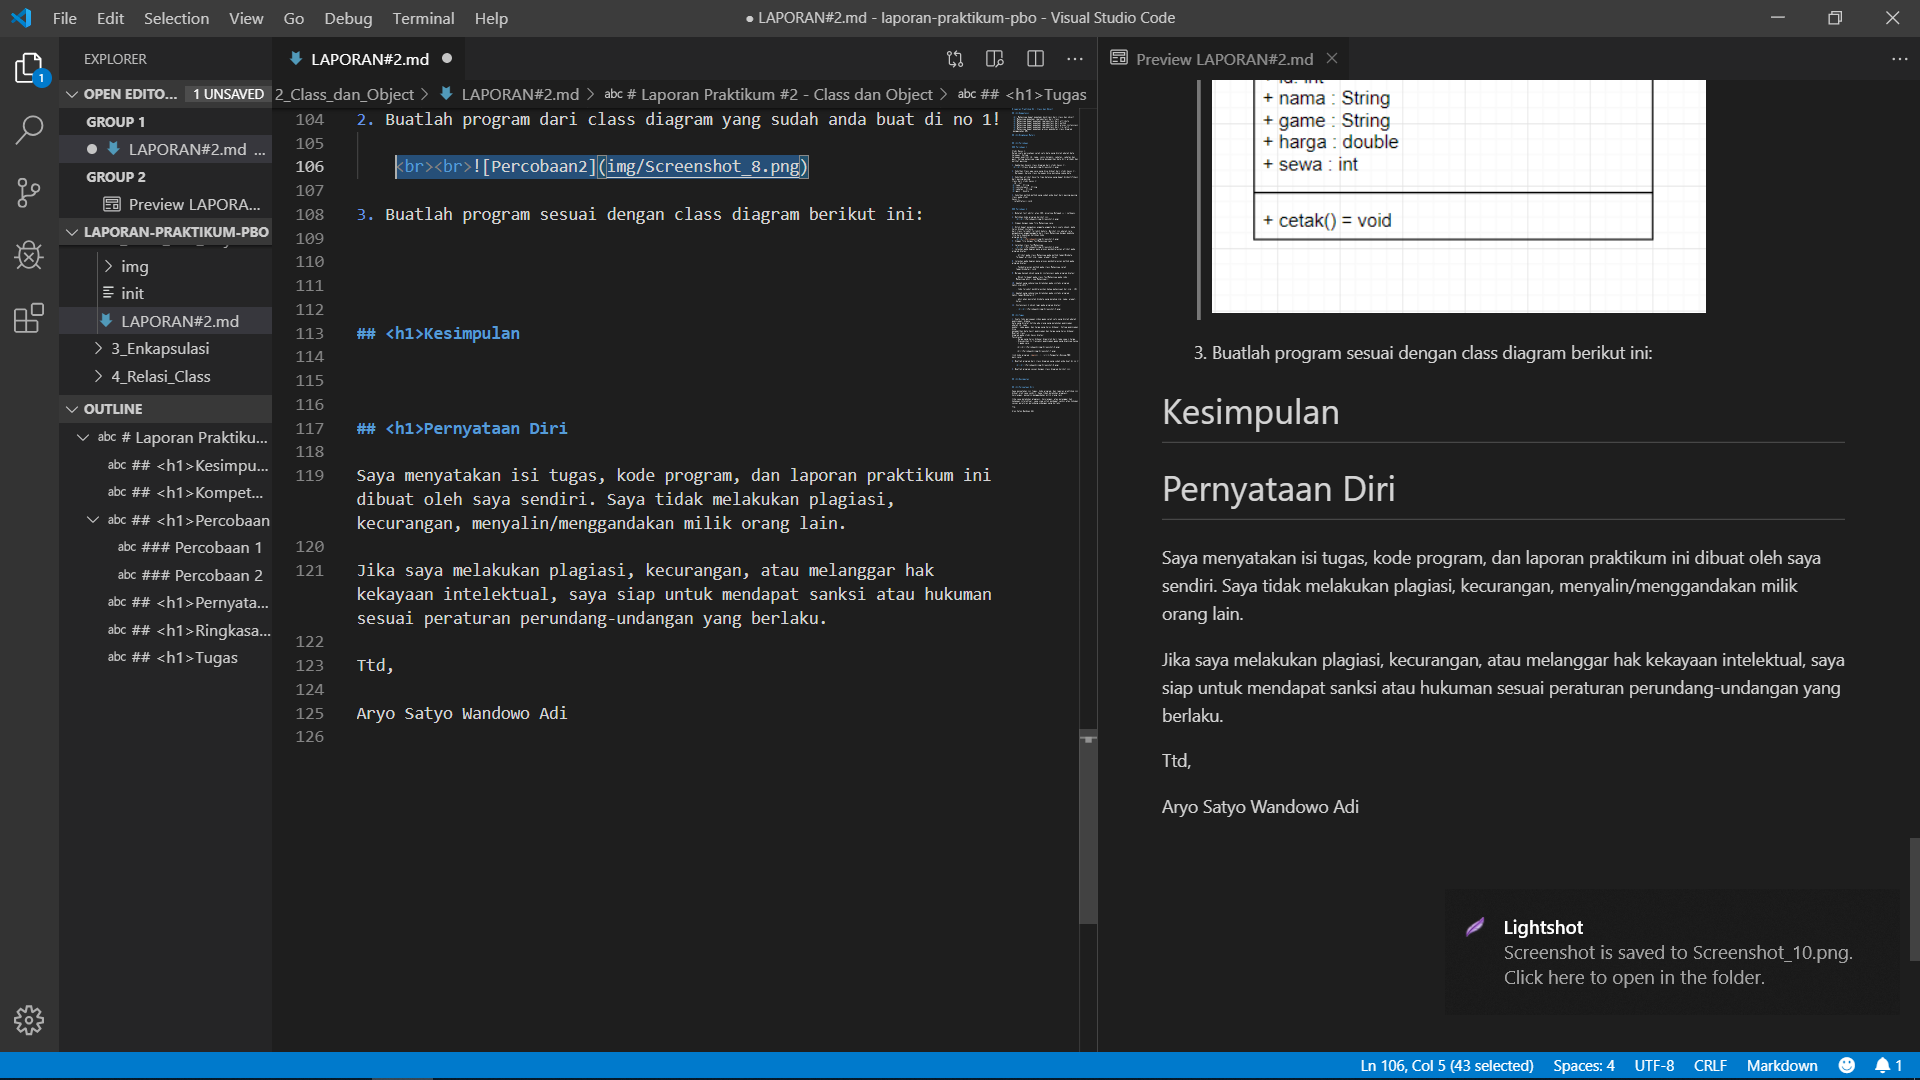 File Edit Selection View Go Debug Terminal Help
● LAPORAN#2.md - laporan-praktikum-pbo - Visual Studio Code
EXPLORER
OPEN EDITO... 1 UNSAVED
GROUP 1
LAPORAN#2.md ...
GROUP 2
Preview LAPORA...
LAPORAN-PRAKTIKUM-PBO
img
init
LAPORAN#2.md
3_Enkapsulasi
4_Relasi_Class
OUTLINE
abc # Laporan Praktiku...
abc ## <h1>Kesimpu...
abc ## <h1>Kompet...
abc ## <h1>Percobaan
abc ### Percobaan 1
abc ### Percobaan 2
abc ## <h1>Pernyata...
abc ## <h1>Ringkasa...
abc ## <h1>Tugas
1
LAPORAN#2.md
2_Class_dan_Object > LAPORAN#2.md > abc # Laporan Praktikum #2 - Class dan Object > abc ## <h1>Tugas
104 2. Buatlah program dari class diagram yang sudah anda buat di no 1!
105
106 <br><br>![Percobaan2](img/Screenshot_8.png)
107
108 3. Buatlah program sesuai dengan class diagram berikut ini:
109
110
111
112
113 ## <h1>Kesimpulan
114
115
116
117 ## <h1>Pernyataan Diri
118
119 Saya menyatakan isi tugas, kode program, dan laporan praktikum ini
dibuat oleh saya sendiri. Saya tidak melakukan plagiasi,
kecurangan, menyalin/menggandakan milik orang lain.
120
121 Jika saya melakukan plagiasi, kecurangan, atau melanggar hak
kekayaan intelektual, saya siap untuk mendapat sanksi atau hukuman
sesuai peraturan perundang-undangan yang berlaku.
122
123 Ttd,
124
125 Aryo Satyo Wandowo Adi
126
Preview LAPORAN#2.md
+ id: int
+ nama : String
+ game : String
+ harga : double
+ sewa : int
+ cetak() = void
3. Buatlah program sesuai dengan class diagram berikut ini:
Kesimpulan
Pernyataan Diri
Saya menyatakan isi tugas, kode program, dan laporan praktikum ini dibuat oleh saya
sendiri. Saya tidak melakukan plagiasi, kecurangan, menyalin/menggandakan milik
orang lain.
Jika saya melakukan plagiasi, kecurangan, atau melanggar hak kekayaan intelektual, saya
siap untuk mendapat sanksi atau hukuman sesuai peraturan perundang-undangan yang
berlaku.
Ttd,
Aryo Satyo Wandowo Adi
Lightshot
Screenshot is saved to Screenshot_10.png.
Click here to open in the folder.
Ln 106, Col 5 (43 selected) Spaces: 4 UTF-8 CRLF Markdown 1